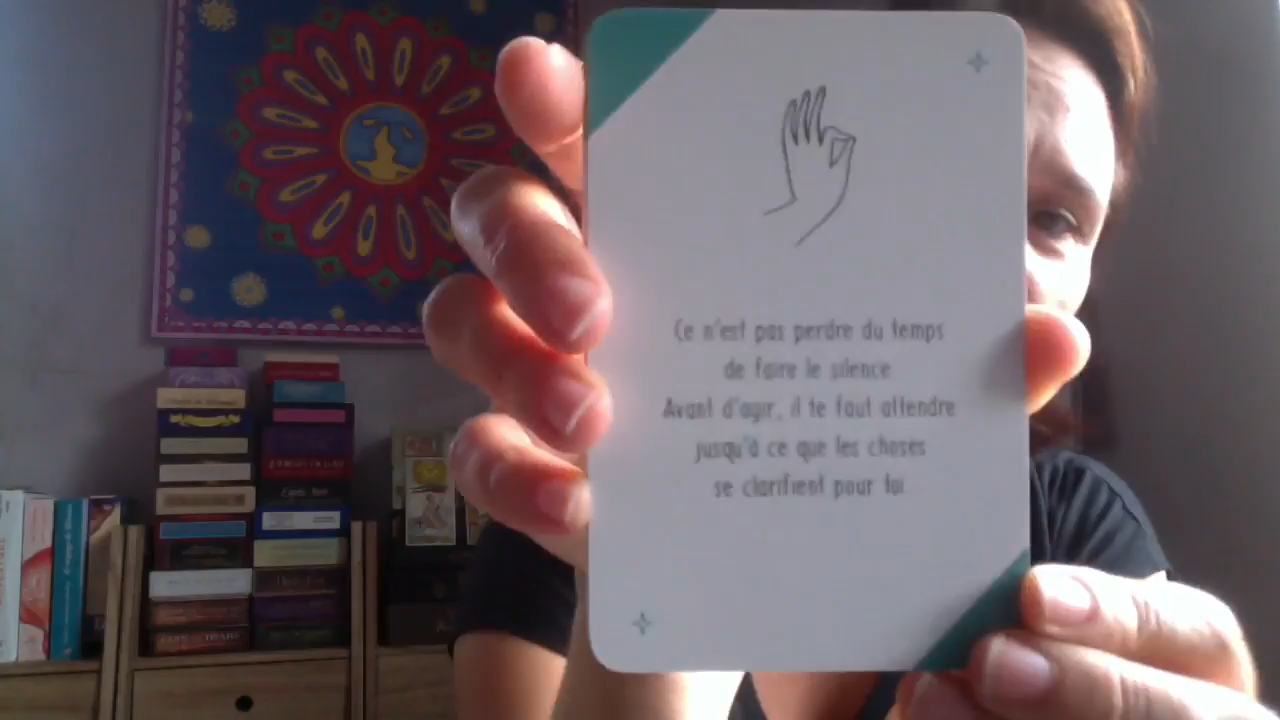 Ce n'est pas perdre du temps
de faire le silence
Avant d'agir, il te faut attendre
jusqu'à ce que les choses
se clarifient pour toi.